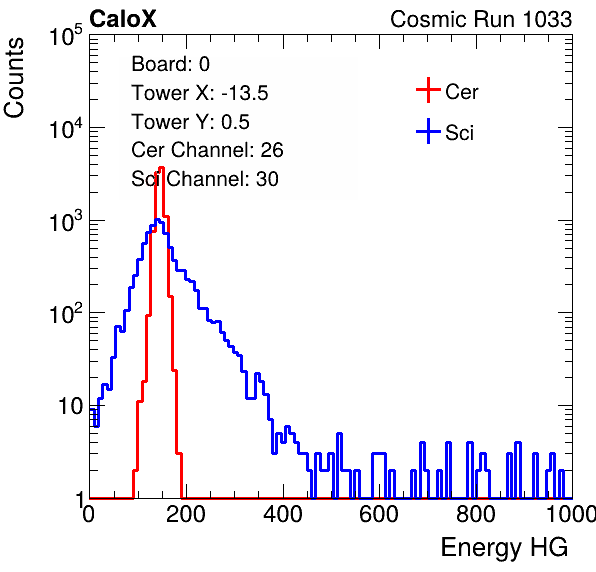 CaloX Cosmic Run 1033
10^5
Counts
Board: 0
Tower X: -13.5
Tower Y: 0.5
Cer Channel: 26
Sci Channel: 30
Cer
Sci
10^4
10^3
10^2
10
1
0 200 400 600 800 1000
Energy HG